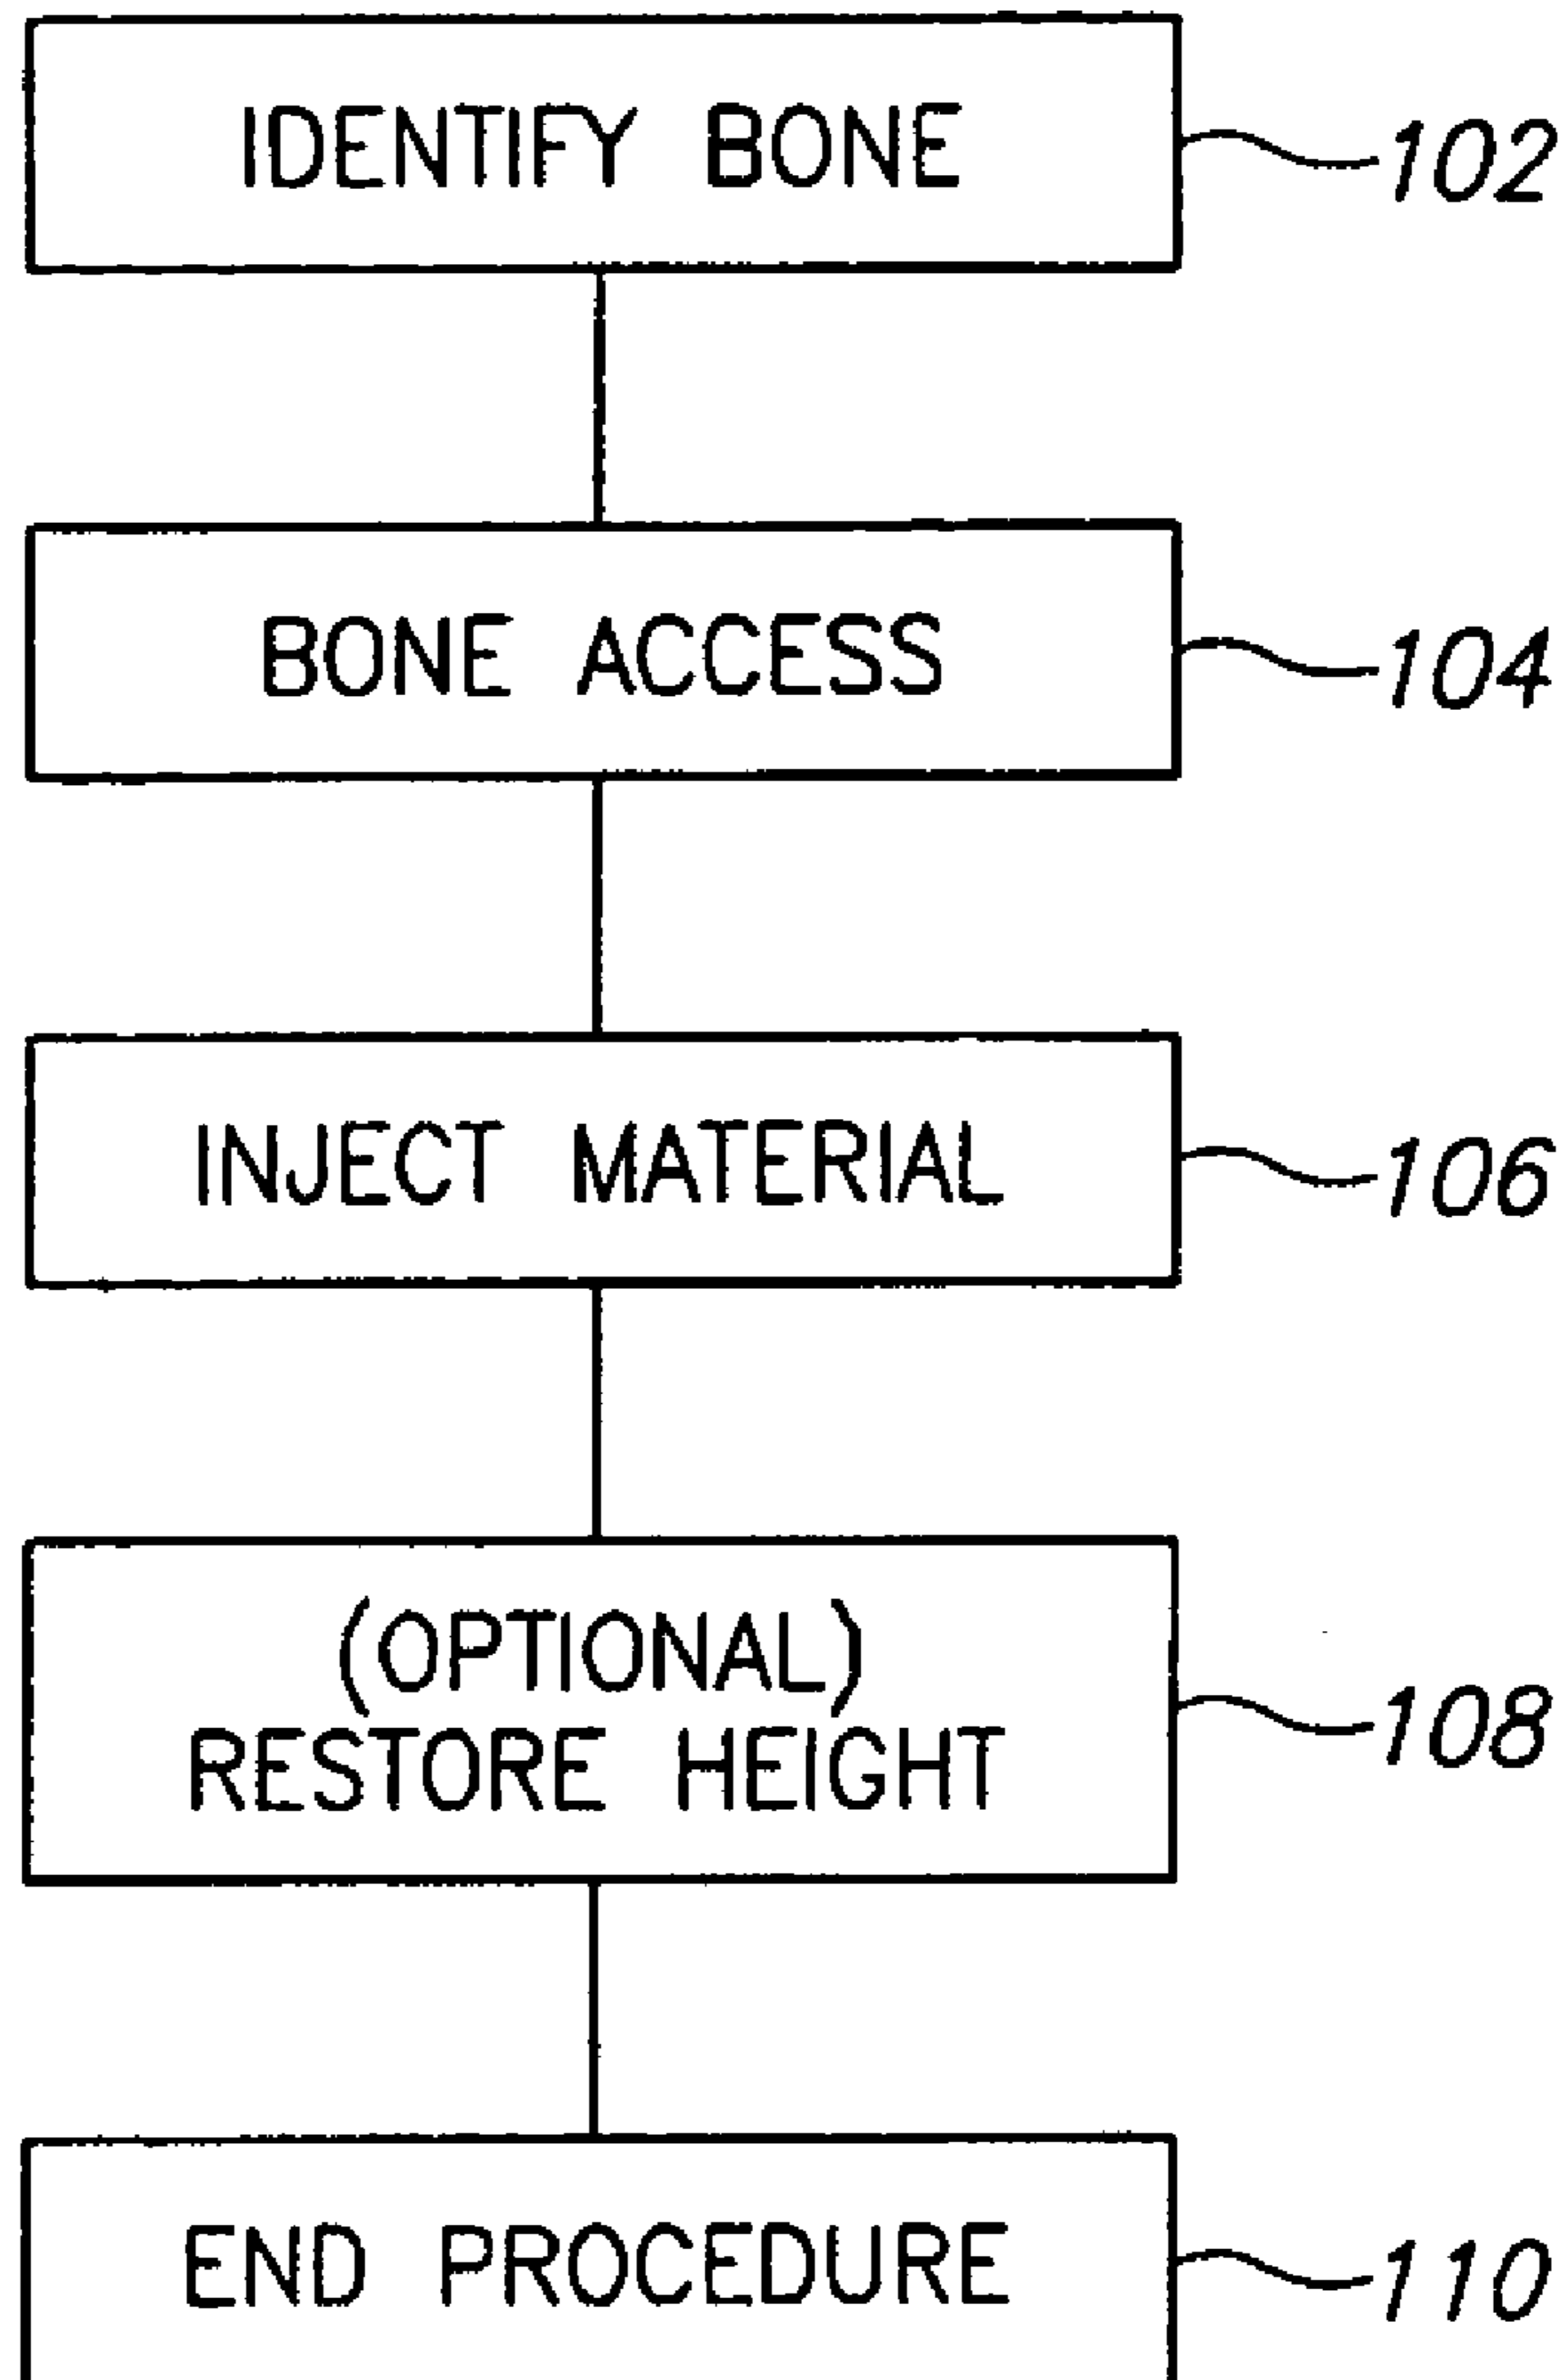 IDENTIFY BONE
102
BONE ACCESS
104
INJECT MATERIAL
106
(OPTIONAL)
RESTORE HEIGHT
108
END PROCEDURE
110